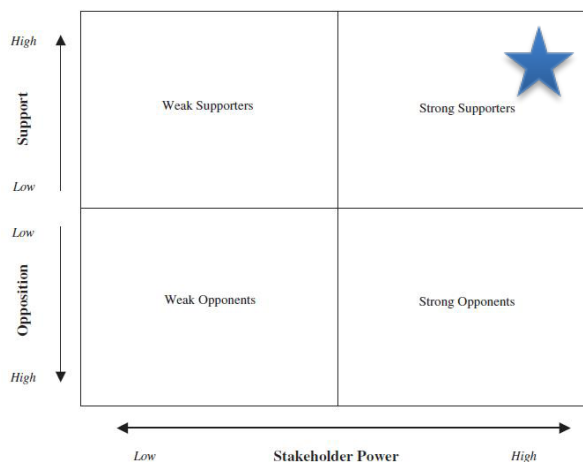 High
Support
Low
Weak Supporters
Strong Supporters
Low
Opposition
High
Weak Opponents
Strong Opponents
Low
Stakeholder Power
High